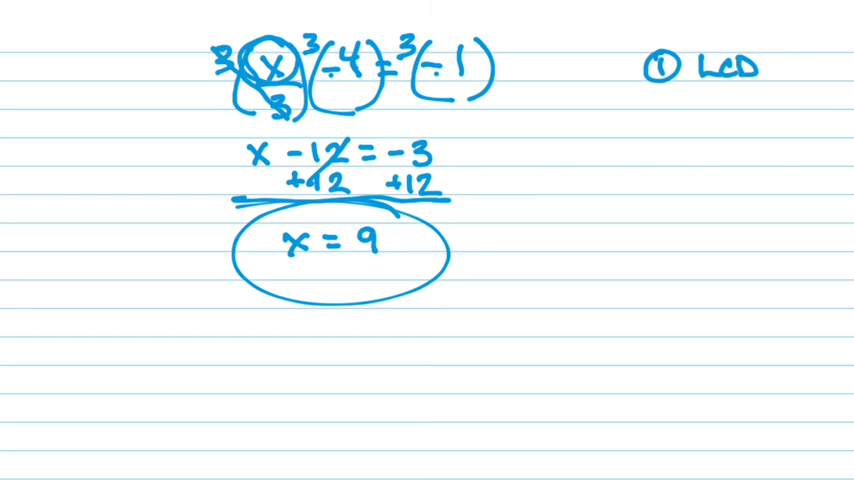 3(x/3) 3(-4) = 3(-1)
① LCD
x - 12 = -3
+12 +12
x = 9